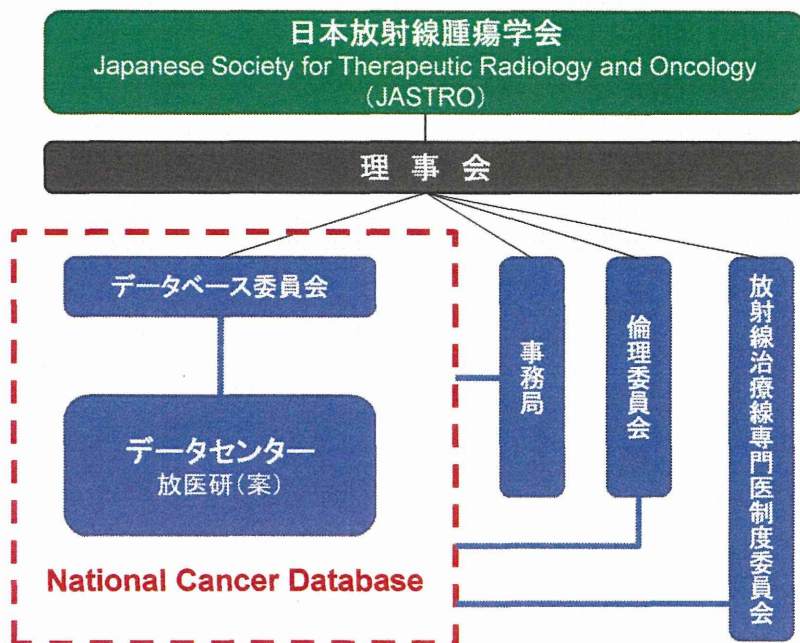 日本放射線腫瘍学会
Japanese Society for Therapeutic Radiology and Oncology
(JASTRO)
理 事 会
データベース委員会
データセンター
放医研(案)
National Cancer Database
事務局
倫理委員会
放射線治療線専門医制度委員会